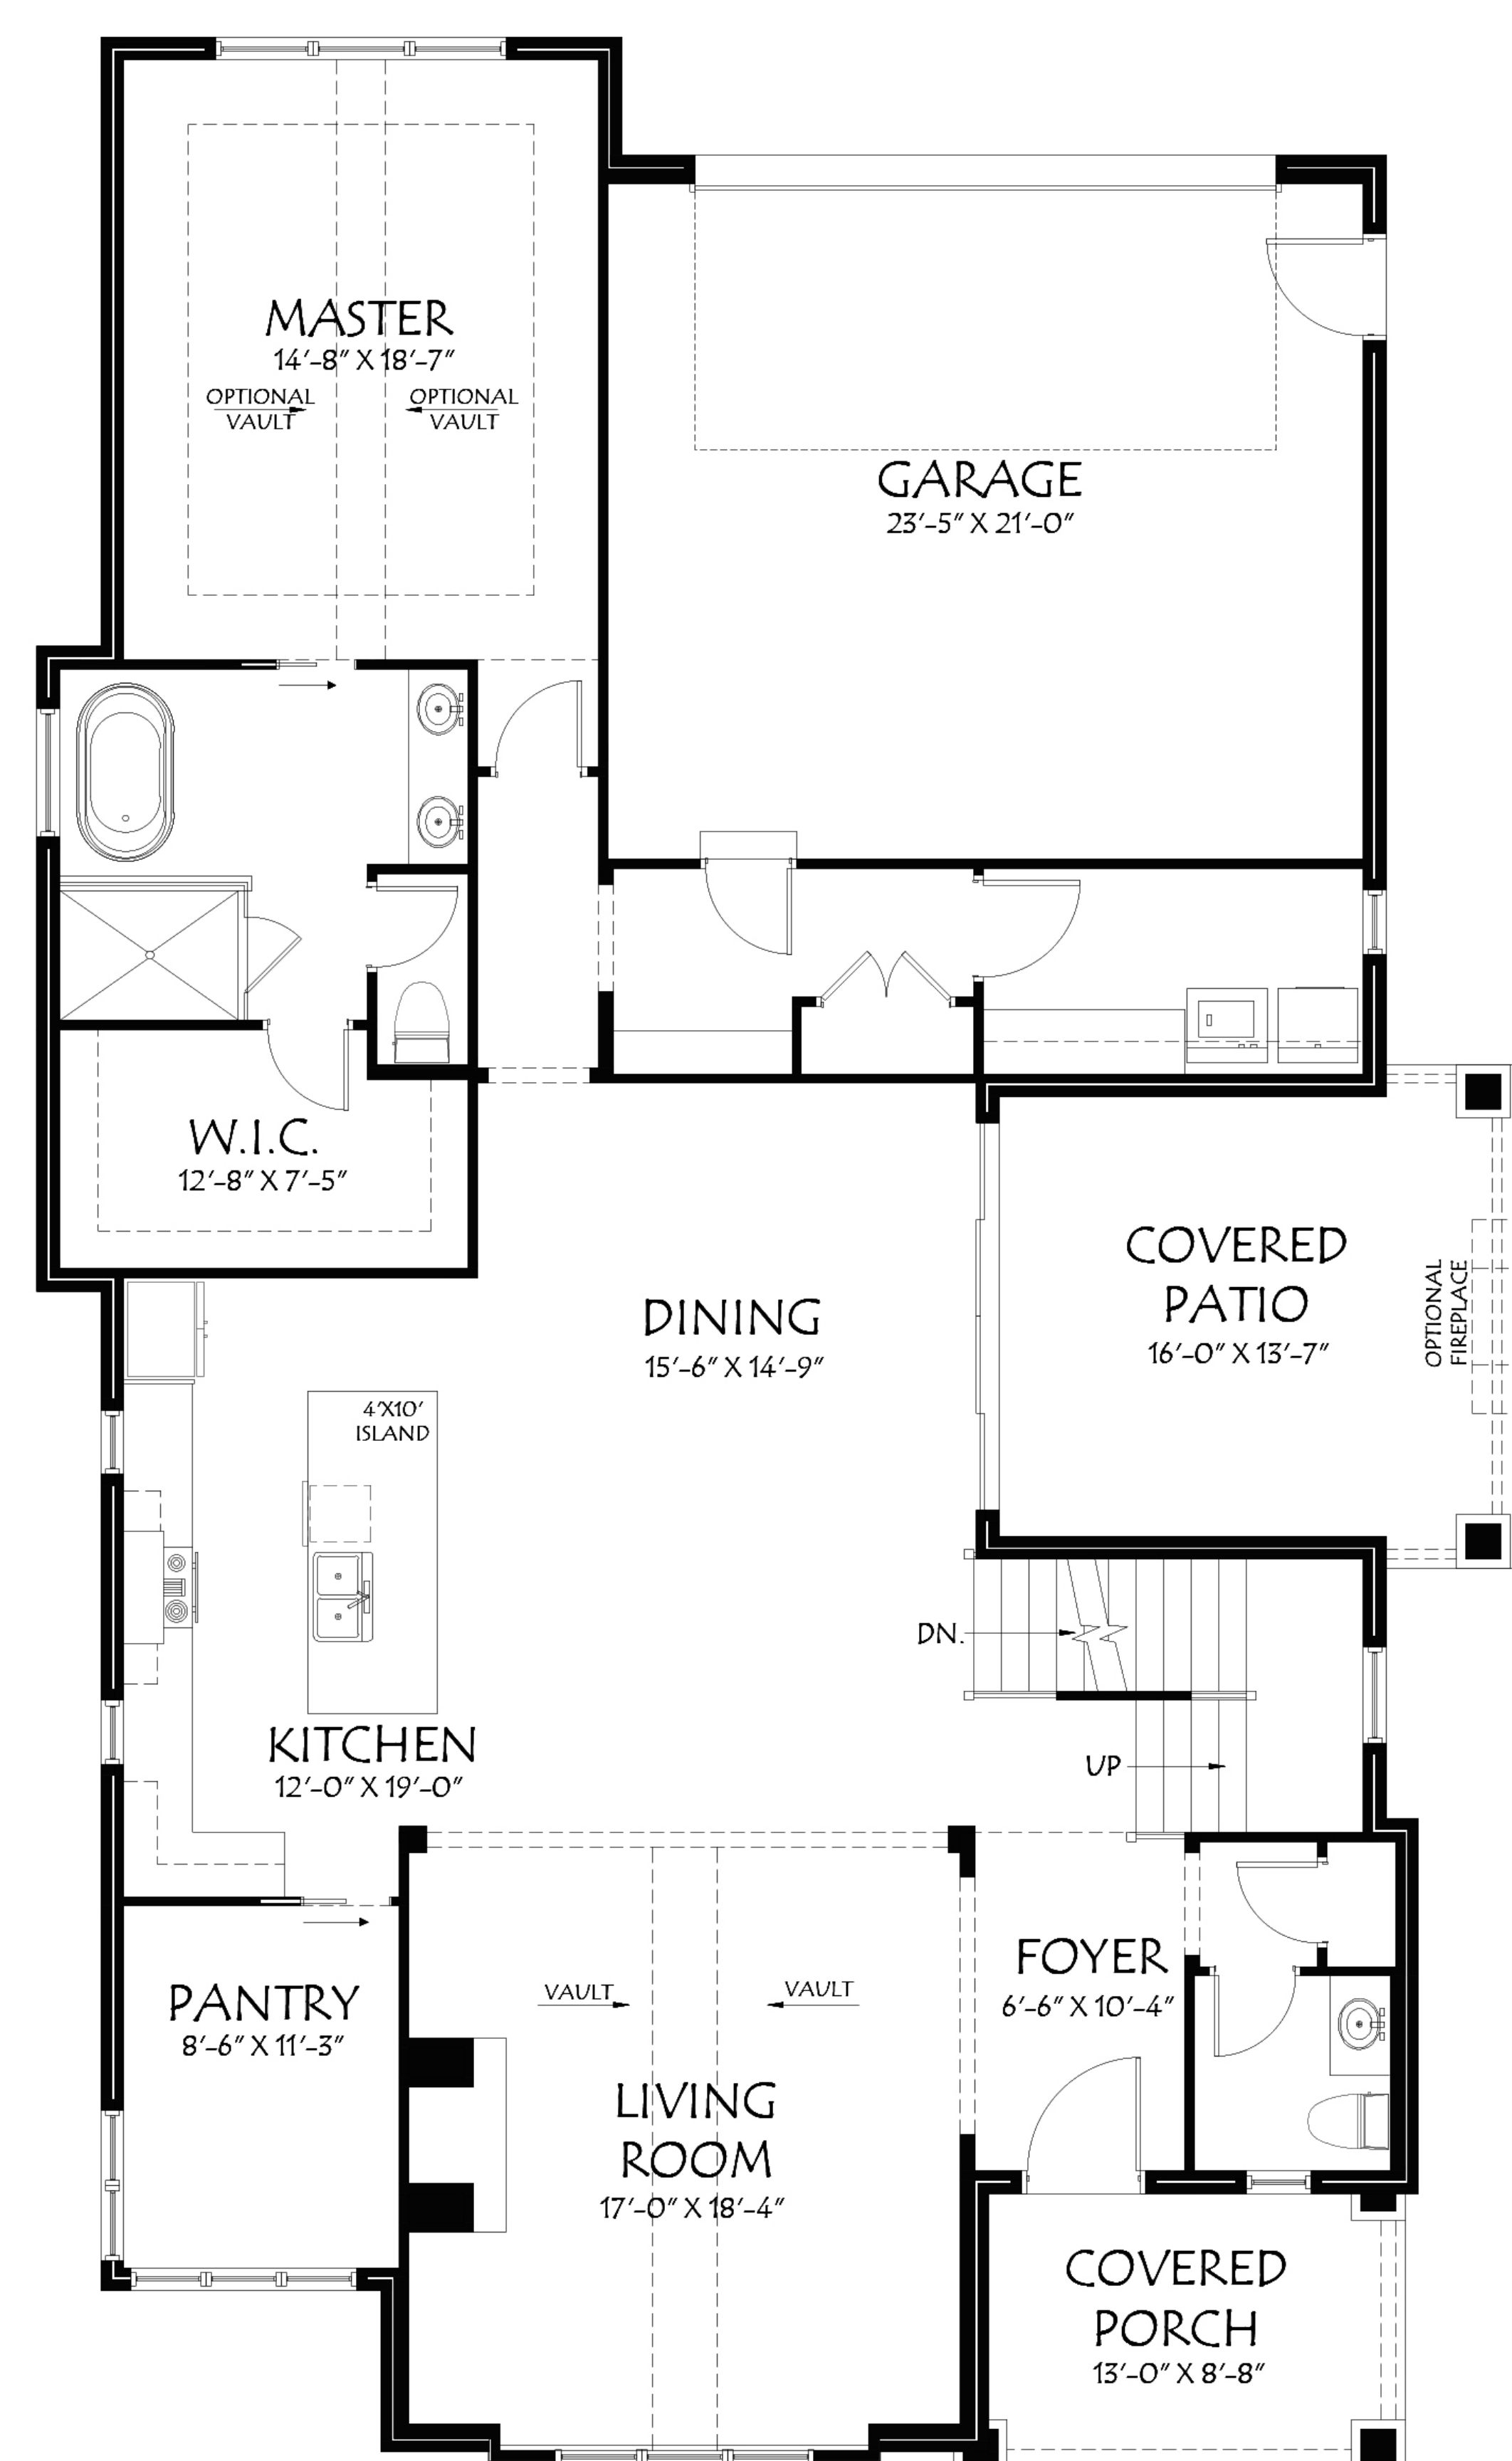 MASTER
14'-8" X 18'-7"
OPTIONAL
VAULT
OPTIONAL
VAULT
GARAGE
23'-5" X 21'-0"
W.I.C.
12'-8" X 7'-5"
COVERED
PATIO
16'-0" X 13'-7"
OPTIONAL
FIREPLACE
DINING
15'-6" X 14'-9"
4'X10'
ISLAND
DN.
KITCHEN
12'-0" X 19'-0"
UP
FOYER
6'-6" X 10'-4"
PANTRY
8'-6" X 11'-3"
VAULT
VAULT
LIVING
ROOM
17'-0" X 18'-4"
COVERED
PORCH
13'-0" X 8'-8"